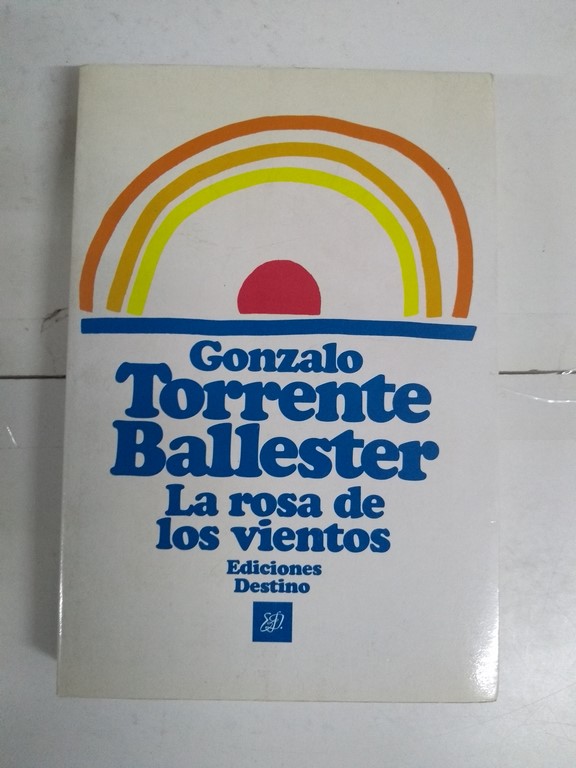 Gonzalo
Torrente
Ballester
La rosa de
los vientos
Ediciones
Destino